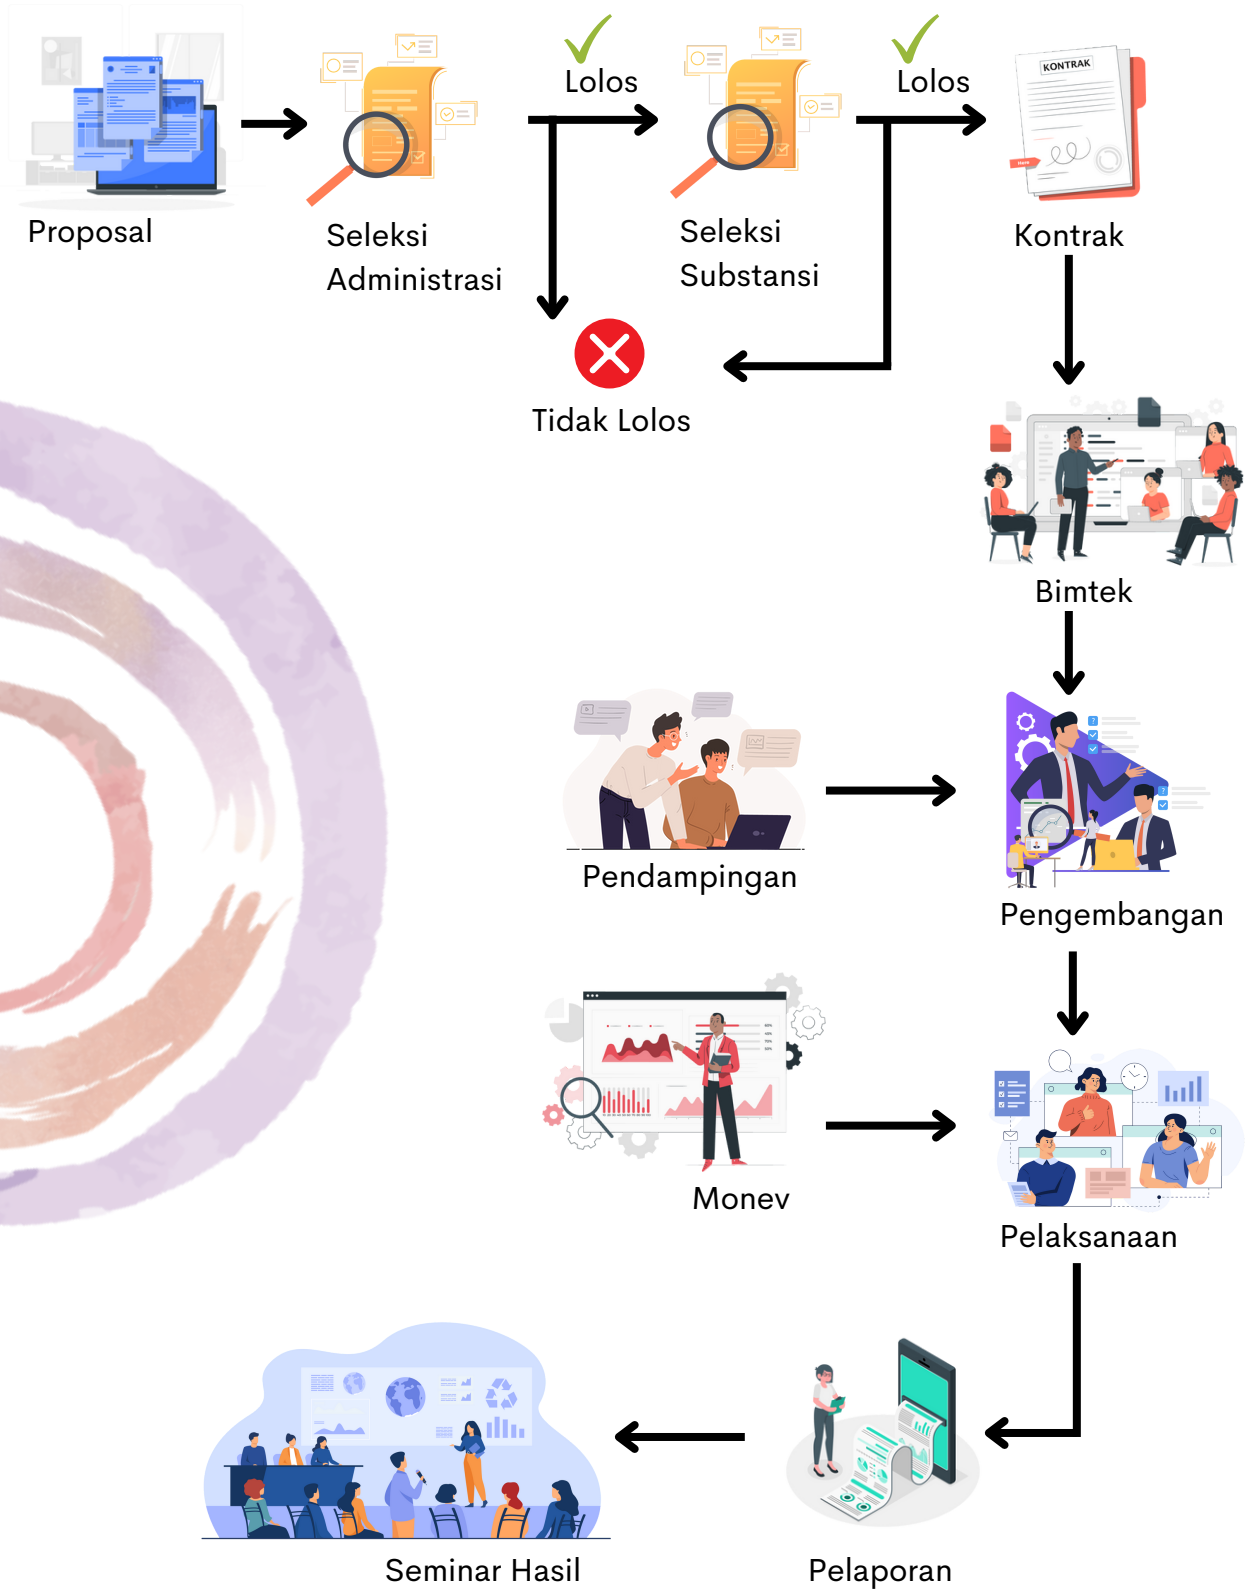 Lolos
Lolos
KONTRAK
Here
Proposal
Seleksi
Administrasi
Seleksi
Substansi
Kontrak
Tidak Lolos
Bimtek
Pendampingan
Pengembangan
Monev
Pelaksanaan
Seminar Hasil
Pelaporan